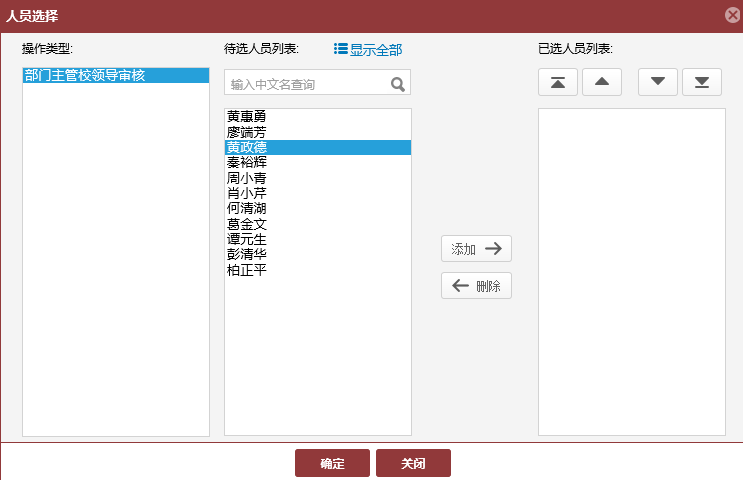 人员选择
操作类型:
待选人员列表:
显示全部
已选人员列表:
部门主管校领导审核
输入中文名查询
黄惠勇
廖端芳
黄政德
秦裕辉
周小青
肖小芹
何清湖
葛金文
谭元生
彭清华
柏正平
添加
删除
确定
关闭